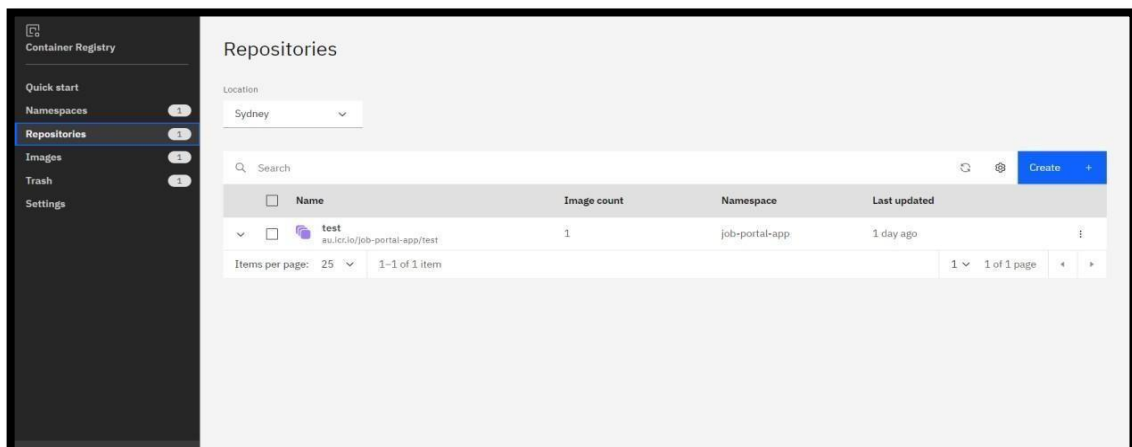 Container Registry
Quick start
Namespaces 1
Repositories 1
Images 1
Trash 1
Settings
Repositories
Location
Sydney
Search
Create +
Name Image count Namespace Last updated
test
au.icr.io/job-portal-app/test
1 job-portal-app 1 day ago
Items per page: 25 1–1 of 1 item 1 1 of 1 page